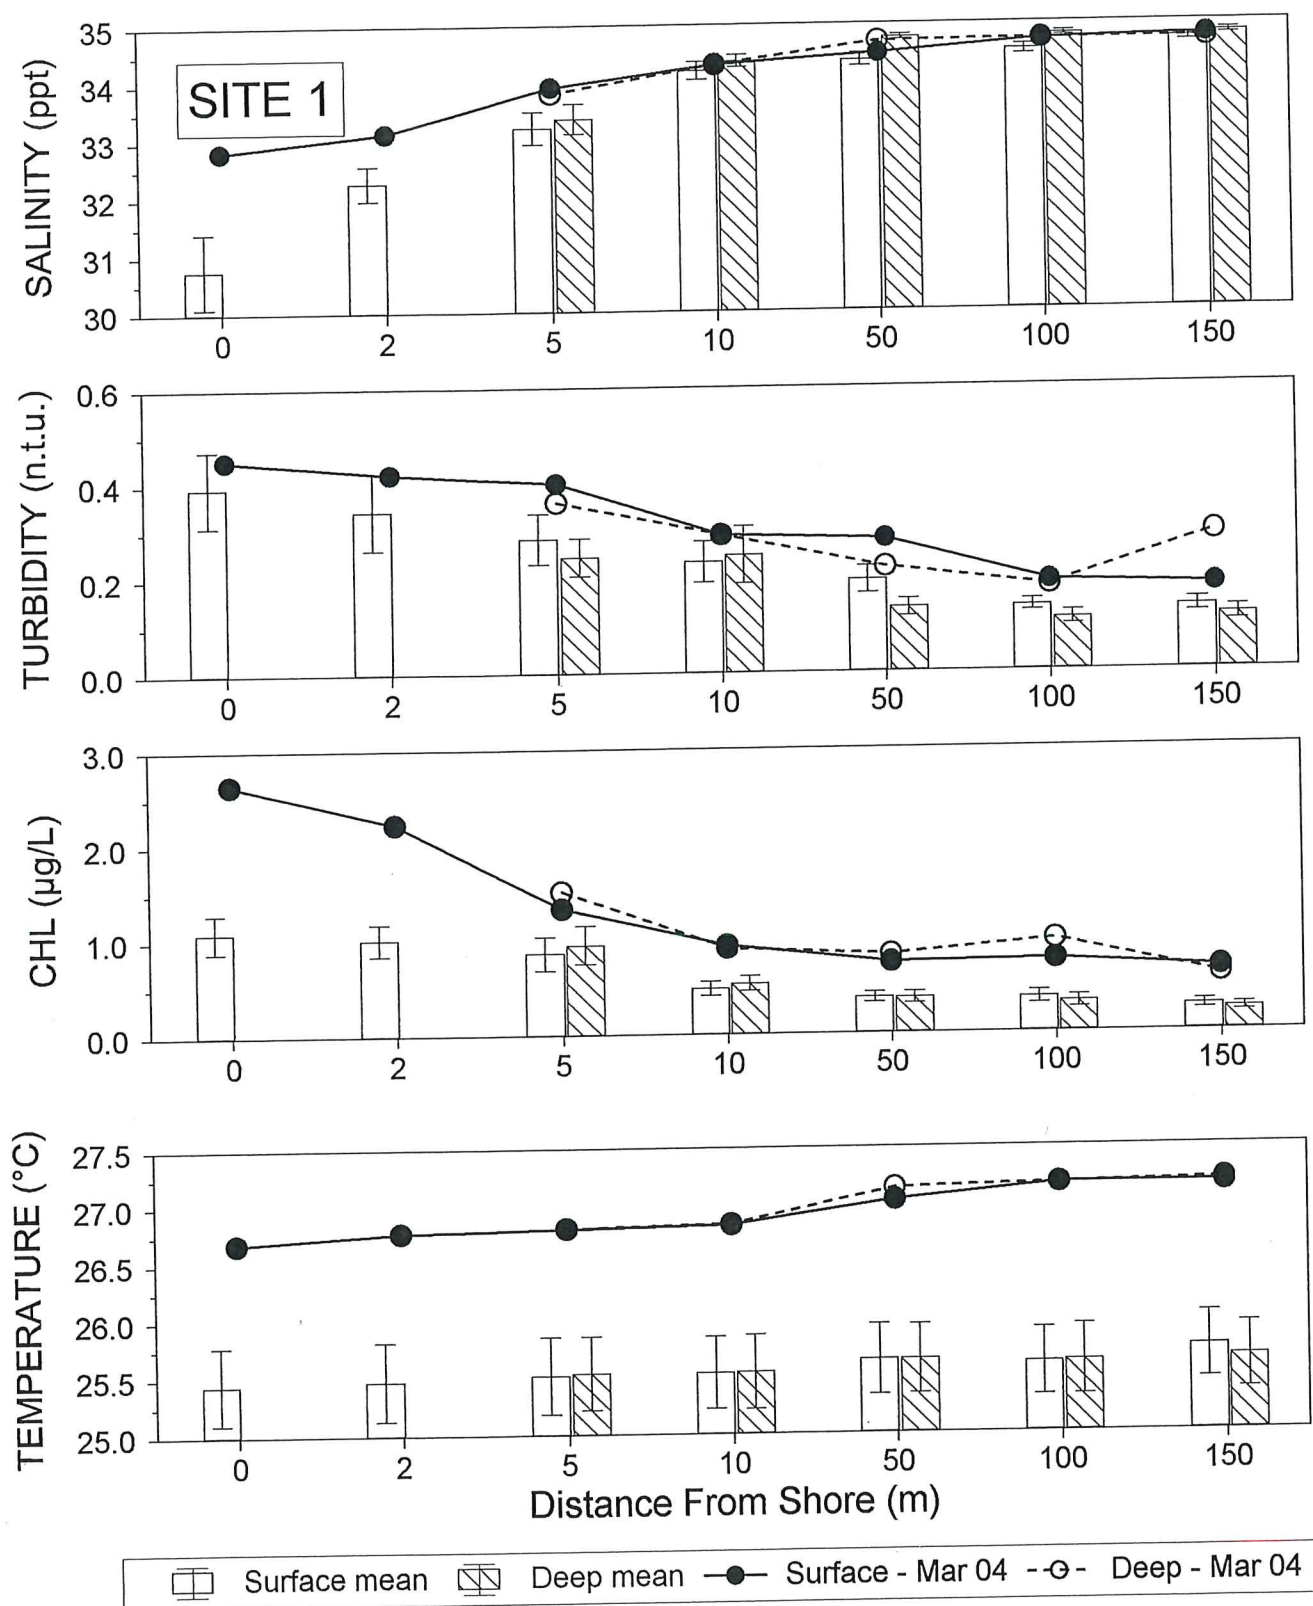 SALINITY (ppt)
35
34
33
32
31
30
SITE 1
0 2 5 10 50 100 150
TURBIDITY (n.t.u.)
0.6
0.4
0.2
0.0
0 2 5 10 50 100 150
CHL (µg/L)
3.0
2.0
1.0
0.0
0 2 5 10 50 100 150
TEMPERATURE (°C)
27.5
27.0
26.5
26.0
25.5
25.0
0 2 5 10 50 100 150
Distance From Shore (m)
Surface mean Deep mean Surface - Mar 04 Deep - Mar 04